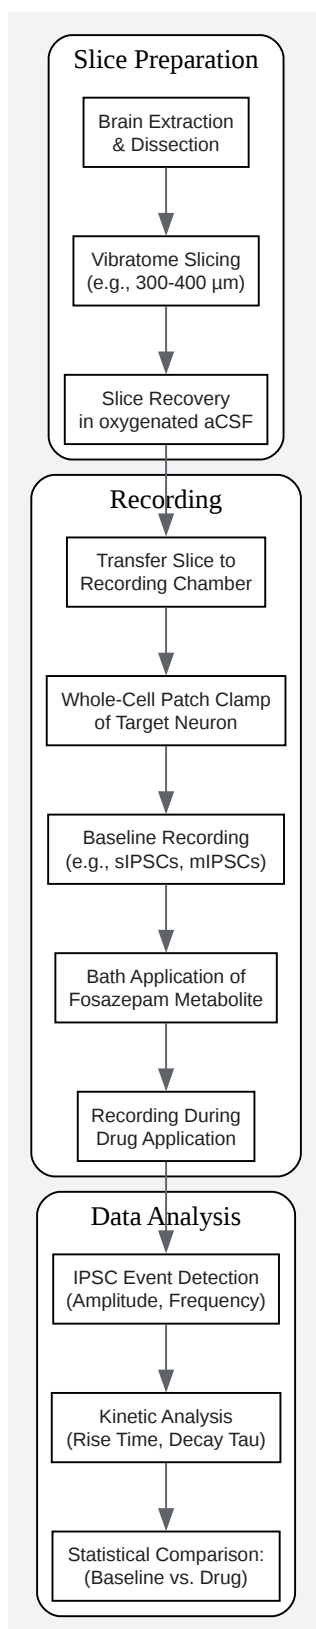 Slice Preparation
Brain Extraction
& Dissection
Vibratome Slicing
(e.g., 300-400 µm)
Slice Recovery
in oxygenated aCSF
Recording
Transfer Slice to
Recording Chamber
Whole-Cell Patch Clamp
of Target Neuron
Baseline Recording
(e.g., sIPSCs, mIPSCs)
Bath Application of
Fosazepam Metabolite
Recording During
Drug Application
Data Analysis
IPSC Event Detection
(Amplitude, Frequency)
Kinetic Analysis
(Rise Time, Decay Tau)
Statistical Comparison:
(Baseline vs. Drug)